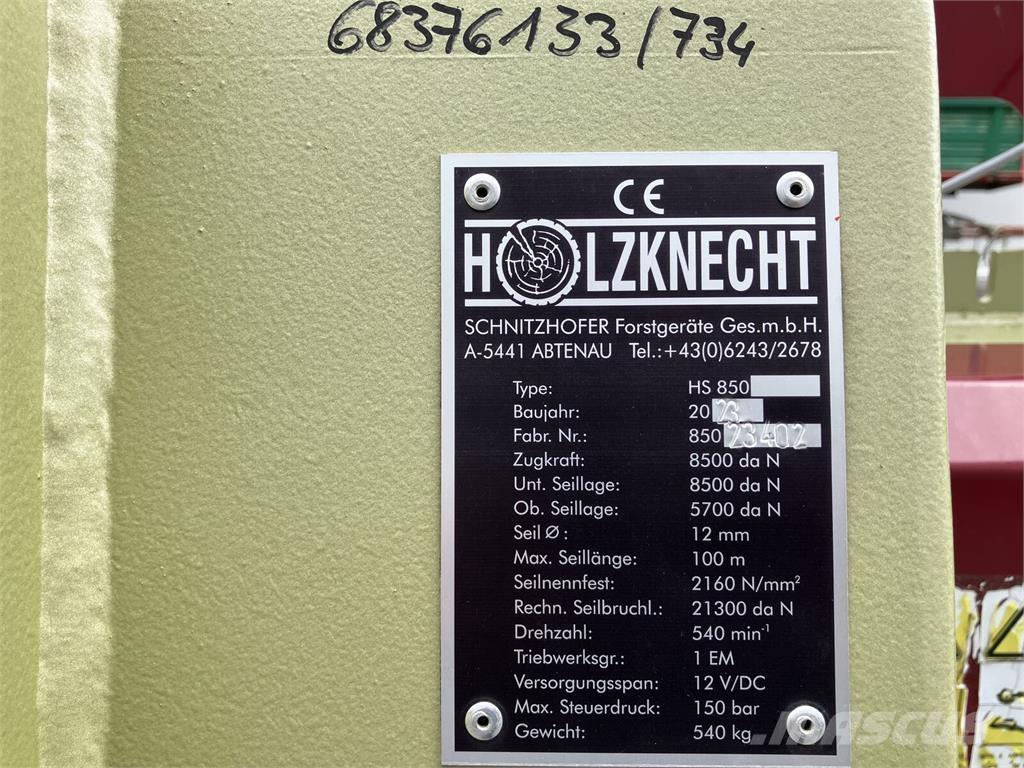 68376133/734
CE
HOLZKNECHT
SCHNITZHOFER Forstgeräte Ges.m.b.H.
A-5441 ABTENAU Tel.:+43(0)6243/2678
Type: HS 850
Baujahr: 2023
Fabr. Nr.: 85023402
Zugkraft: 8500 da N
Unt. Seillage: 8500 da N
Ob. Seillage: 5700 da N
Seil Ø : 12 mm
Max. Seillänge: 100 m
Seilnennfest: 2160 N/mm²
Rechn. Seilbruchl.: 21300 da N
Drehzahl: 540 min⁻¹
Triebwerksgr.: 1 EM
Versorgungsspan: 12 V/DC
Max. Steuerdruck: 150 bar
Gewicht: 540 kg
MASCUS